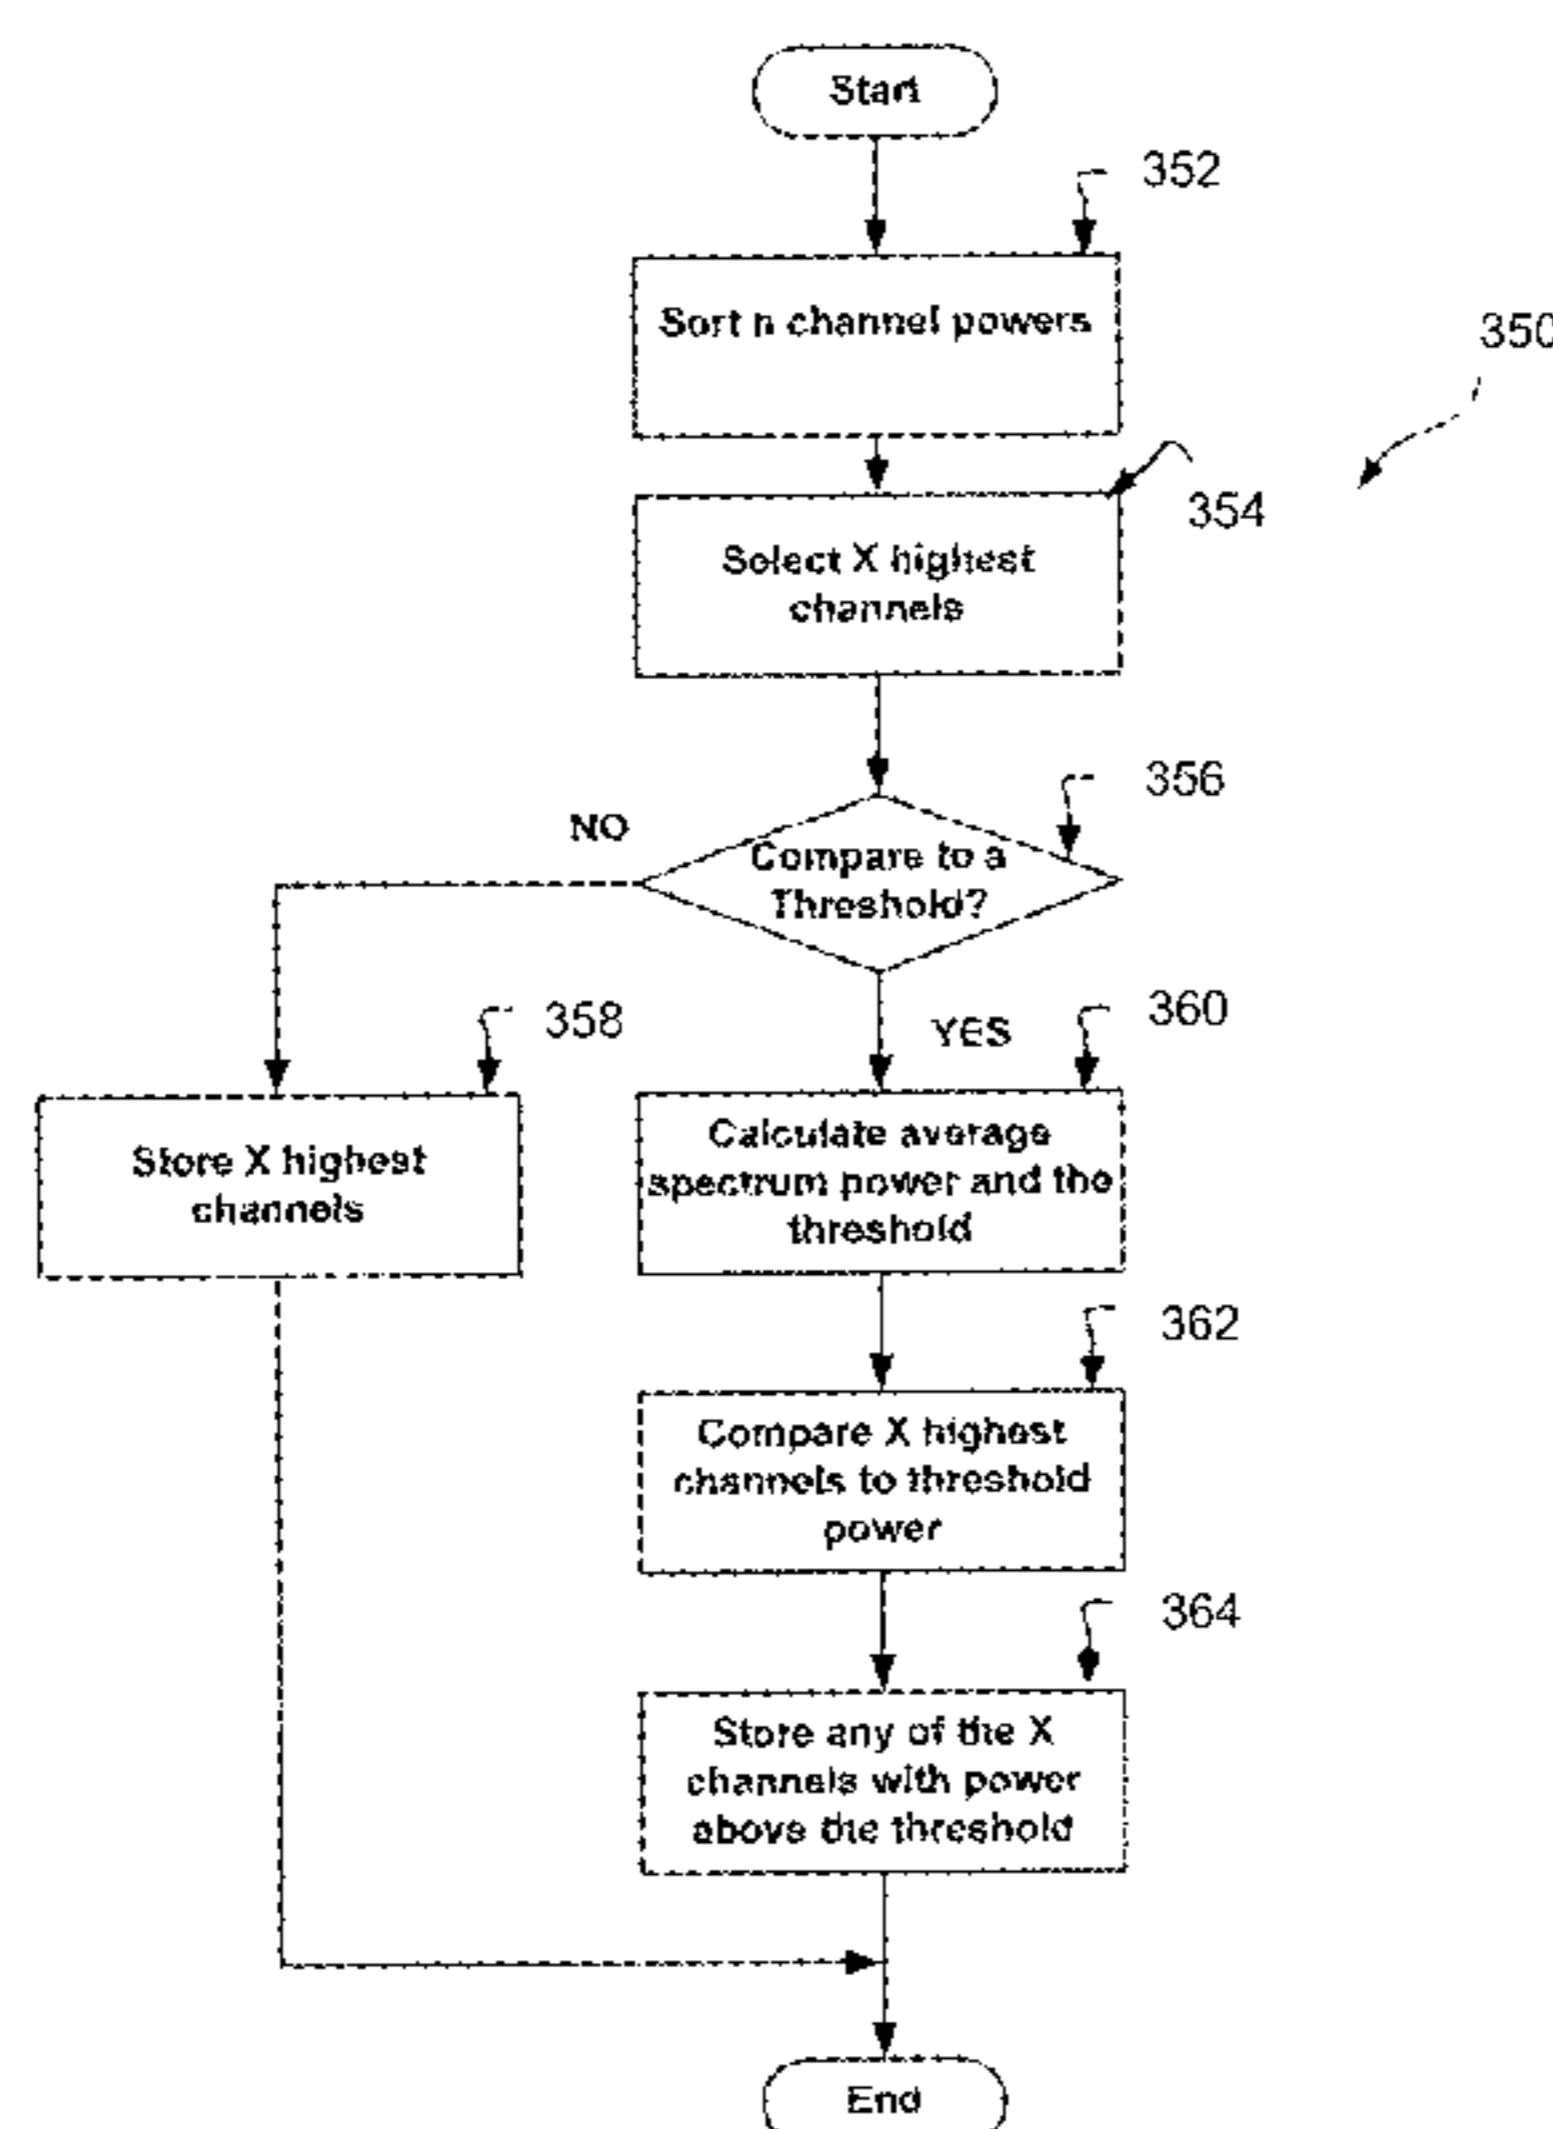 Start
352
Sort n channel powers
350
354
Select X highest
channels
356
NO
Compare to a
Threshold?
358
YES
360
Store X highest
channels
Calculate average
spectrum power and the
threshold
362
Compare X highest
channels to threshold
power
364
Store any of the X
channels with power
above the threshold
End